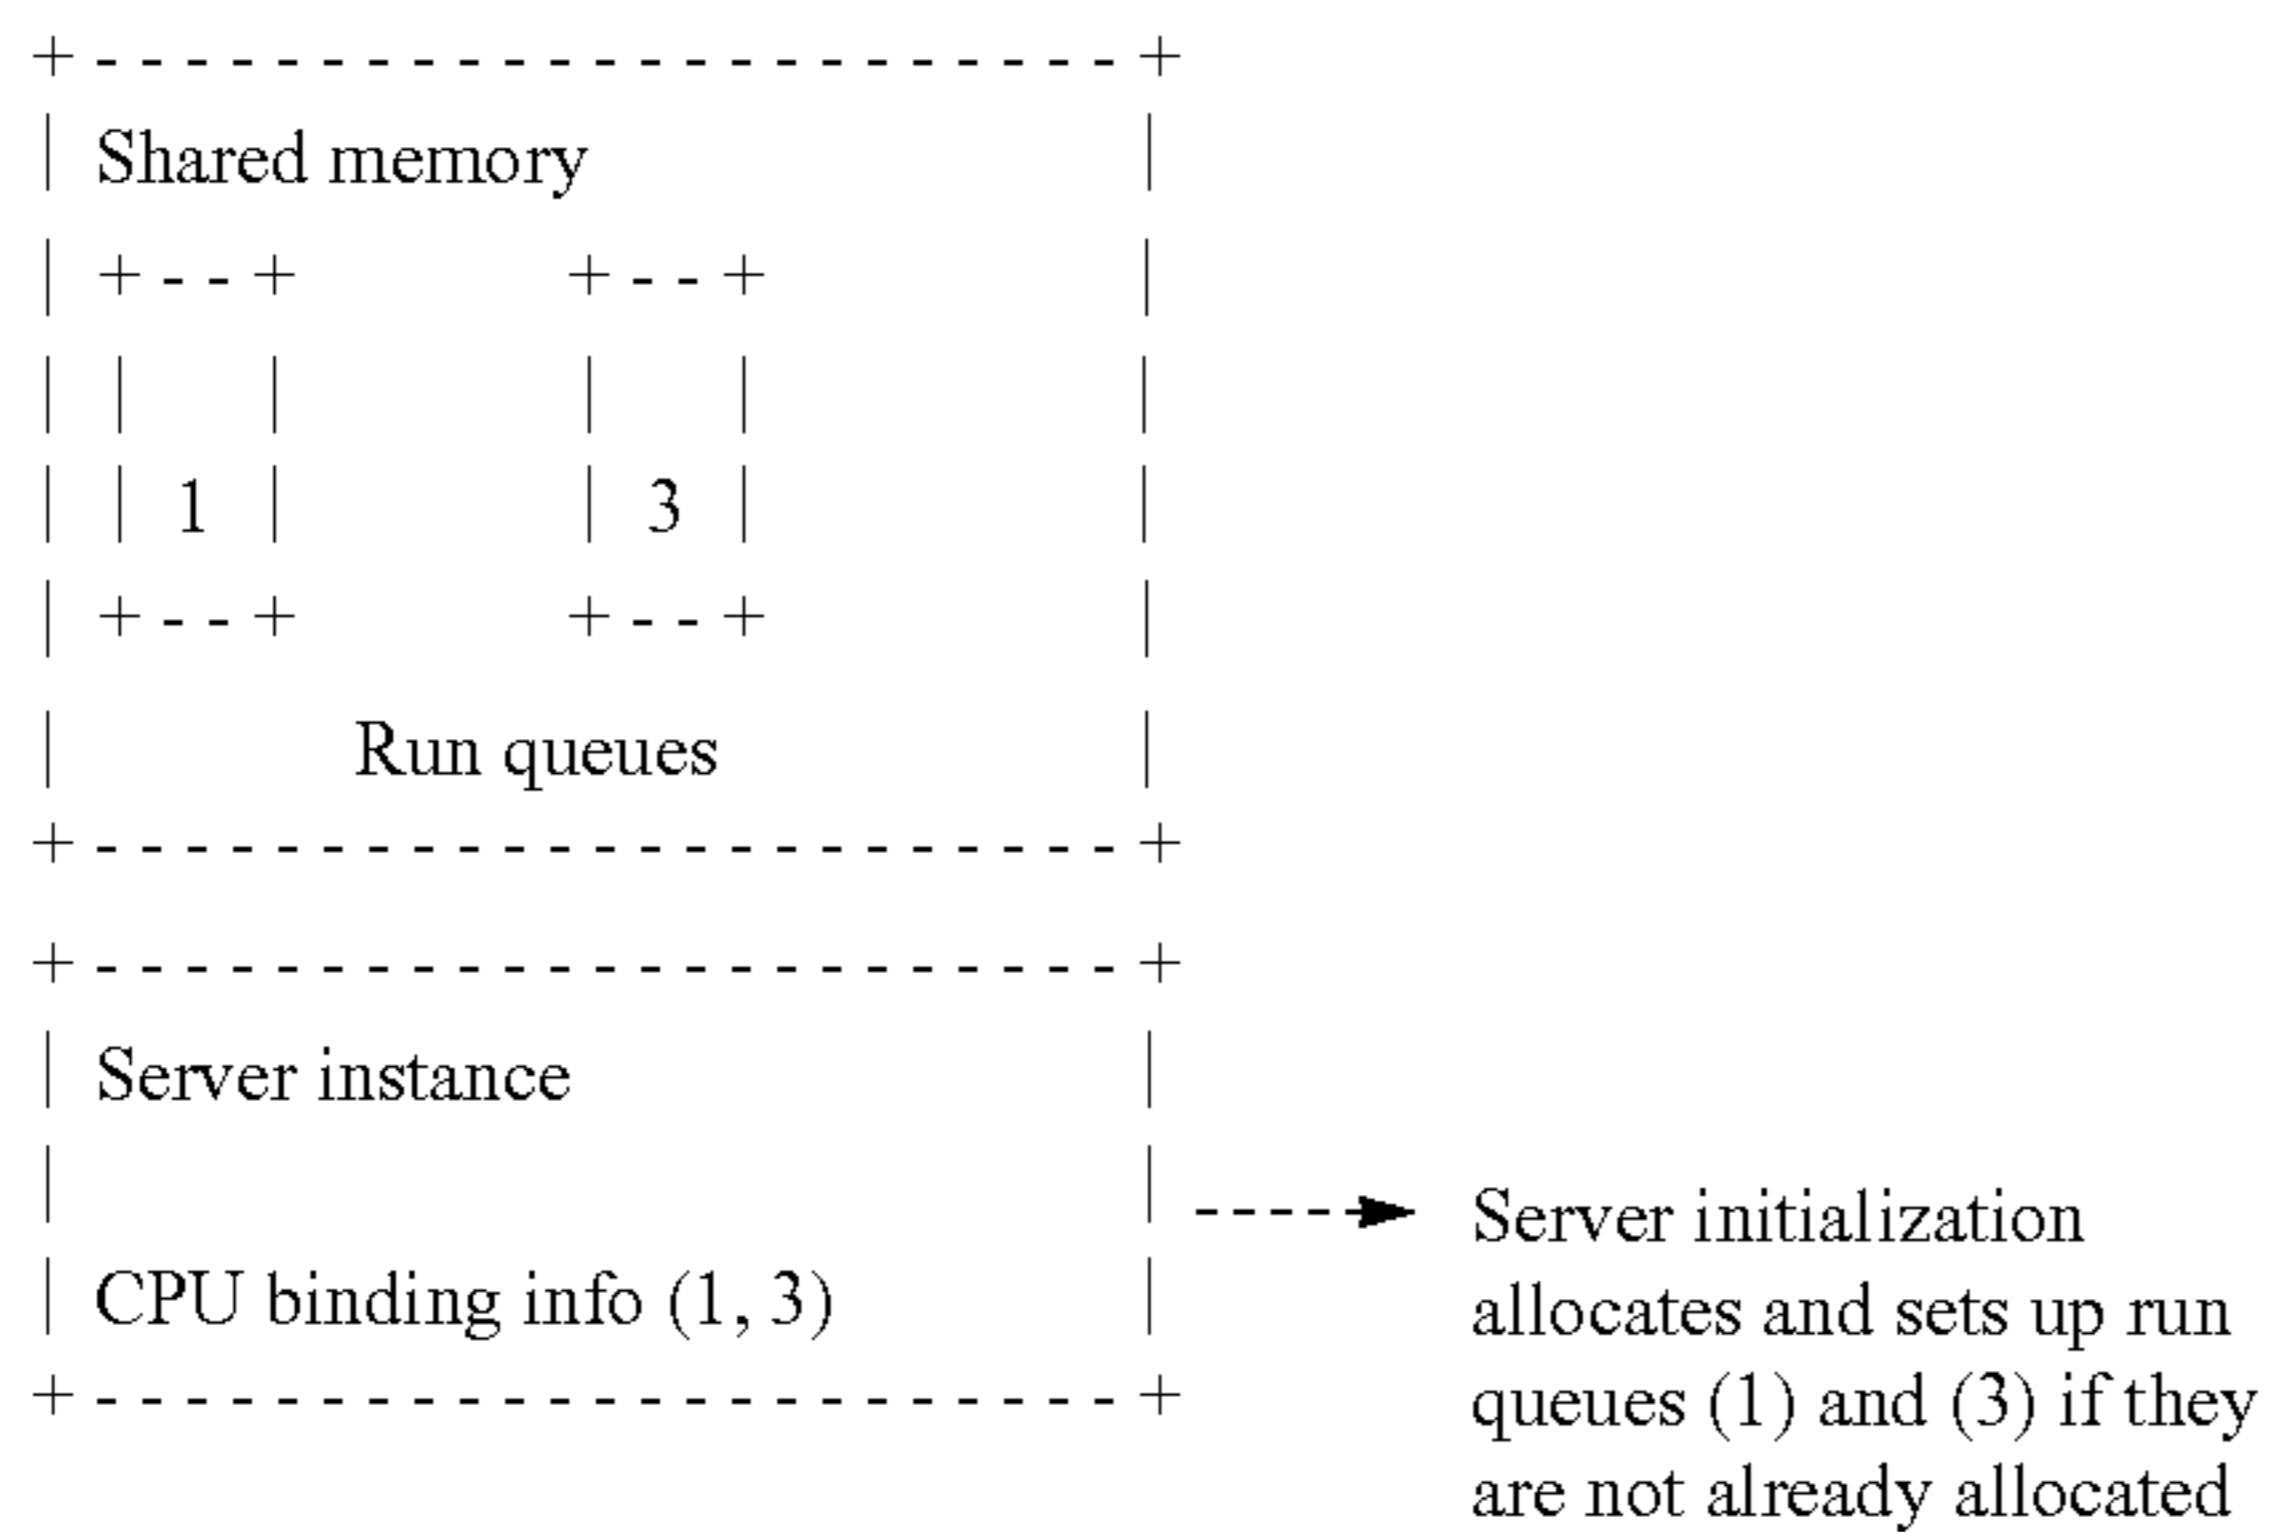 Shared memory
1 3
Run queues
Server instance
CPU binding info (1, 3)
Server initialization
allocates and sets up run
queues (1) and (3) if they
are not already allocated